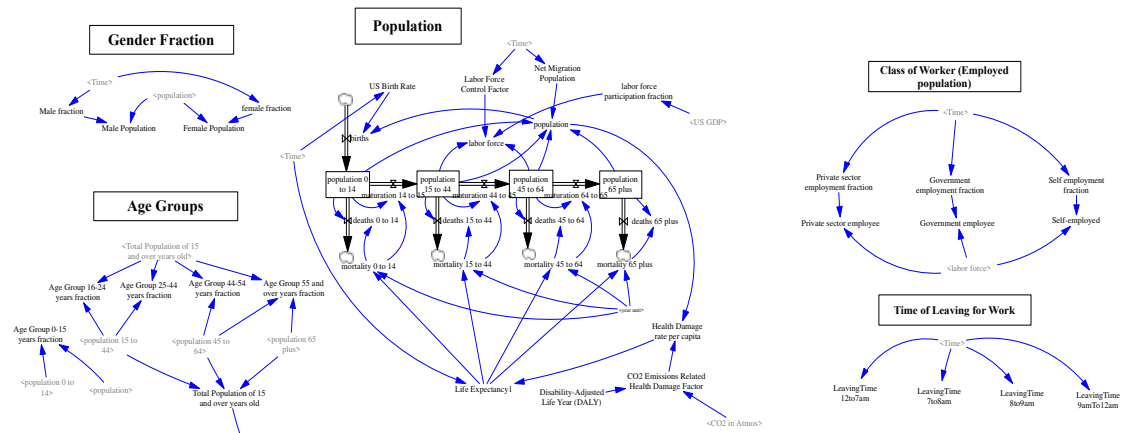 Gender Fraction
<Time>
<population>
Male fraction
female fraction
Male Population
Female Population
Age Groups
<Total Population of 15
and over years old>
Age Group 16-24
years fraction
Age Group 25-44
years fraction
Age Group 44-54
years fraction
Age Group 55 and
over years fraction
Age Group 0-15
years fraction
<population 15 to
44>
<population 45 to
64>
<population 65
plus>
<population 0 to
14>
<population>
Total Population of 15
and over years old
Population
<Time>
US Birth Rate
Labor Force
Control Factor
Net Migration
Population
labor force
participation fraction
<US GDP>
births
population
labor force
<Time>
population 0
to 14
population
15 to 44
population
45 to 64
population
65 plus
maturation 14 to 15
maturation 44 to 45
maturation 64 to 65
deaths 0 to 14
deaths 15 to 44
deaths 45 to 64
deaths 65 plus
mortality 0 to 14
mortality 15 to 44
mortality 45 to 64
mortality 65 plus
<year unit>
Health Damage
rate per capita
Life Expectancy1
Disability-Adjusted
Life Year (DALY)
CO2 Emissions Related
Health Damage Factor
<CO2 in Atmos>
Class of Worker (Employed
population)
<Time>
Private sector
employment fraction
Government
employment fraction
Self employment
fraction
Private sector employee
Government employee
Self-employed
<labor force>
Time of Leaving for Work
<Time>
LeavingTime
12to7am
LeavingTime
7to8am
LeavingTime
8to9am
LeavingTime
9amTo12am